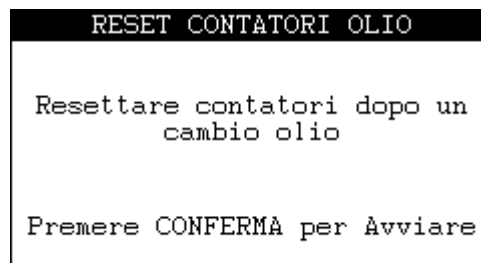 RESET CONTATORI OLIO
Resettare contatori dopo un
cambio olio
Premere CONFERMA per Avviare